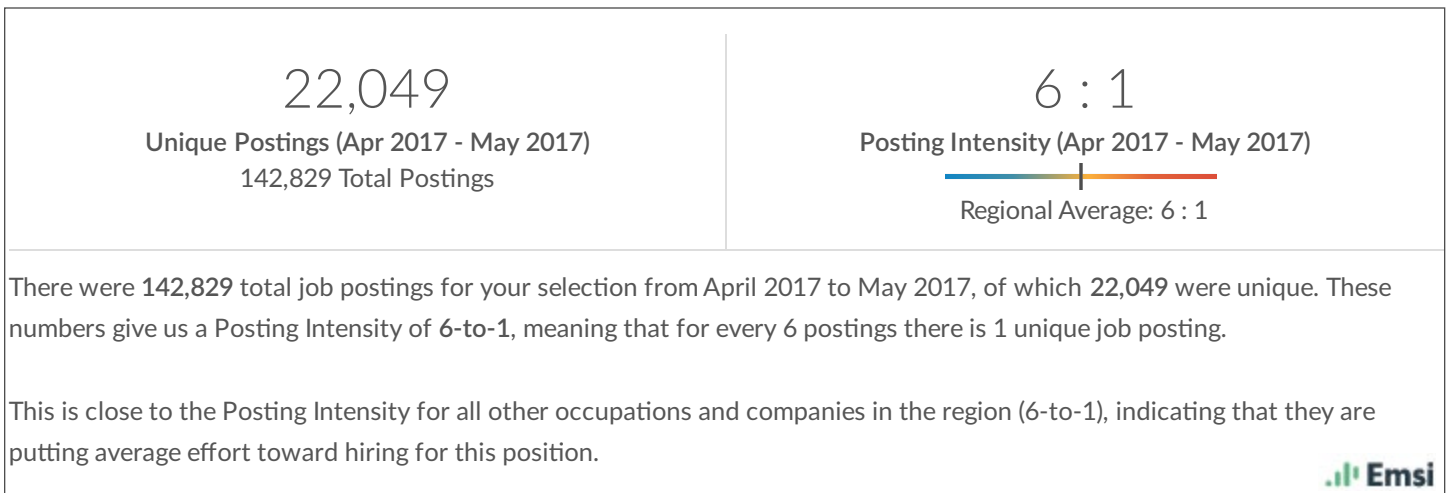 22,049
Unique Postings (Apr 2017 - May 2017)
142,829 Total Postings
6 : 1
Posting Intensity (Apr 2017 - May 2017)
Regional Average: 6 : 1
There were 142,829 total job postings for your selection from April 2017 to May 2017, of which 22,049 were unique. These
numbers give us a Posting Intensity of 6-to-1, meaning that for every 6 postings there is 1 unique job posting.
This is close to the Posting Intensity for all other occupations and companies in the region (6-to-1), indicating that they are
putting average effort toward hiring for this position.
Emsi